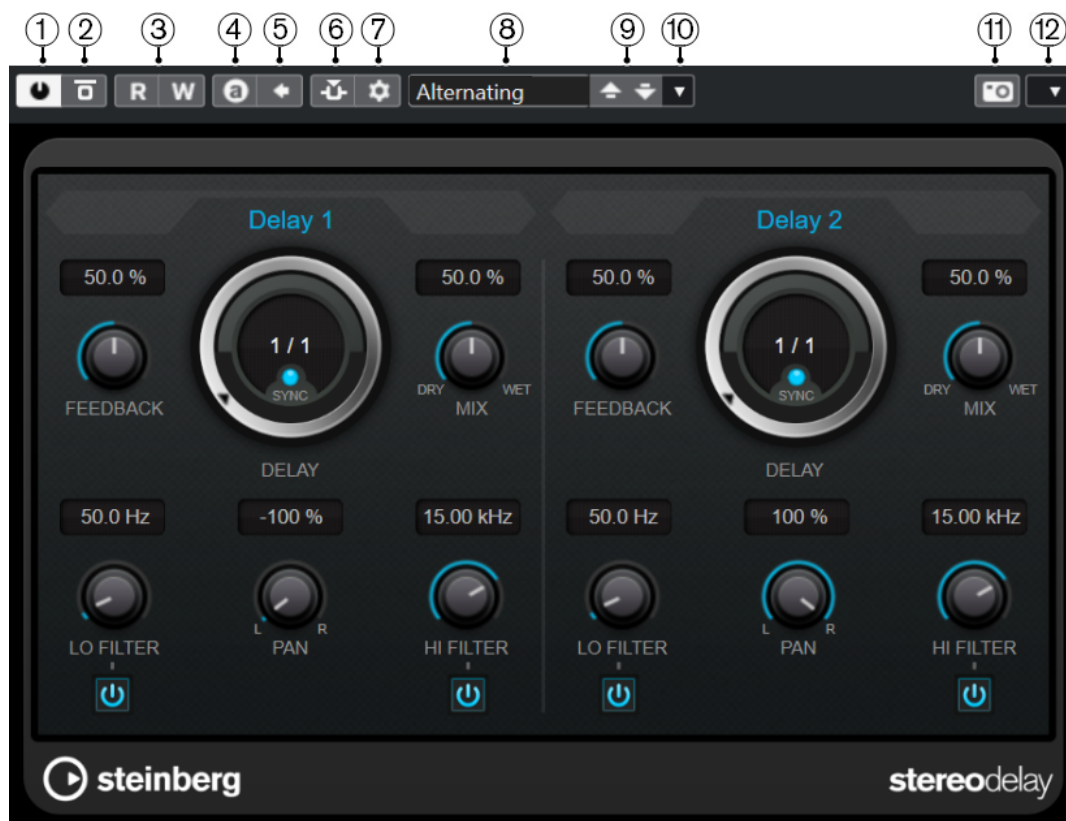 1 2 3 4 5 6 7 8 9 10 11 12
R W a Alternating
Delay 1 Delay 2
50.0 % 50.0 % 50.0 % 50.0 %
1 / 1 1 / 1
SYNC DRY WET SYNC DRY WET
FEEDBACK MIX FEEDBACK MIX
DELAY DELAY
50.0 Hz -100 % 15.00 kHz 50.0 Hz 100 % 15.00 kHz
L R L R
LO FILTER PAN HI FILTER LO FILTER PAN HI FILTER
steinberg stereodelay